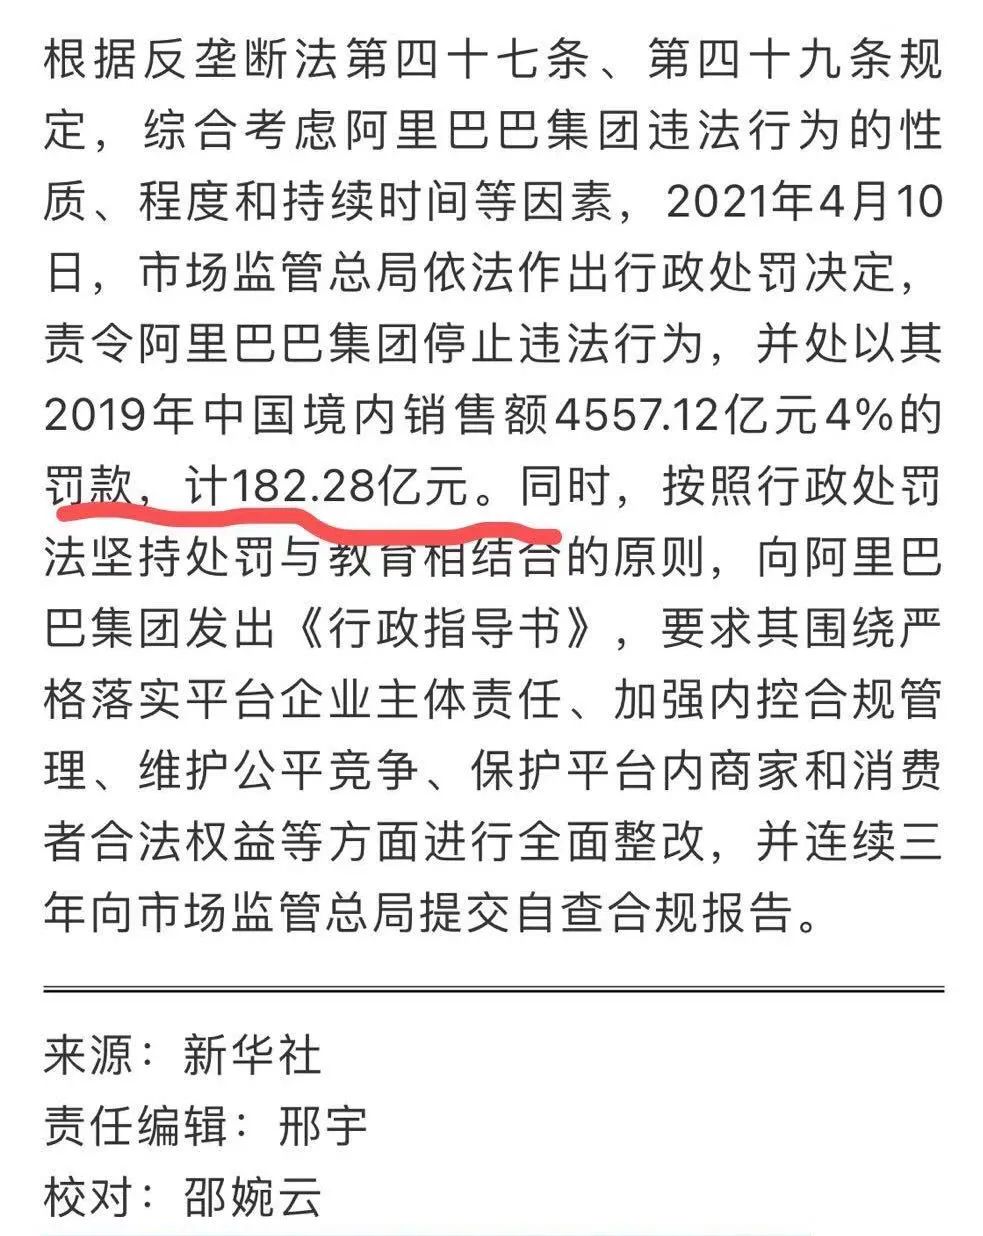 根据反垄断法第四十七条、第四十九条规
定，综合考虑阿里巴巴集团违法行为的性
质、程度和持续时间等因素，2021年4月10
日，市场监管总局依法作出行政处罚决定，
责令阿里巴巴集团停止违法行为，并处以其
2019年中国境内销售额4557.12亿元4%的
罚款，计182.28亿元。同时，按照行政处罚
法坚持处罚与教育相结合的原则，向阿里巴
巴集团发出《行政指导书》，要求其围绕严
格落实平台企业主体责任、加强内控合规管
理、维护公平竞争、保护平台内商家和消费
者合法权益等方面进行全面整改，并连续三
年向市场监管总局提交自查合规报告。
来源：新华社
责任编辑：邢宇
校对：邵婉云